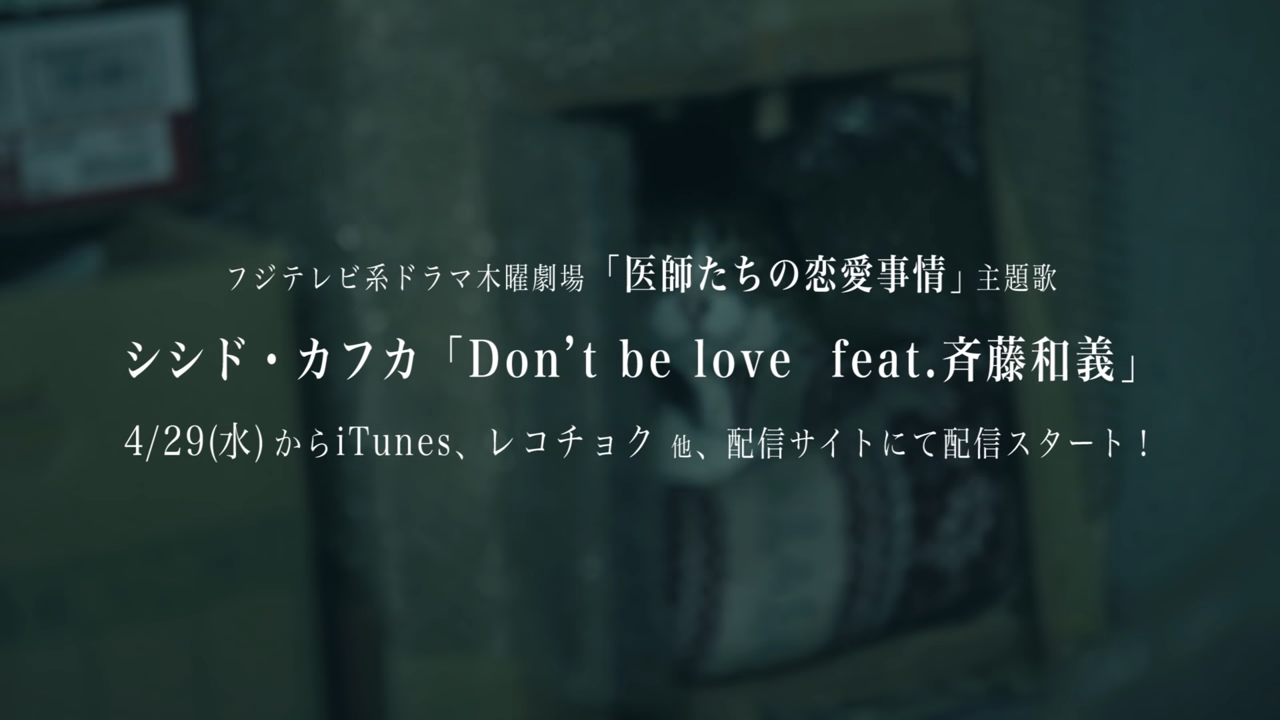 フジテレビ系ドラマ木曜劇場「医師たちの恋愛事情」主題歌
シシド・カフカ「Don't be love feat.斉藤和義」
4/29(水)からiTunes、レコチョク 他、配信サイトにて配信スタート！